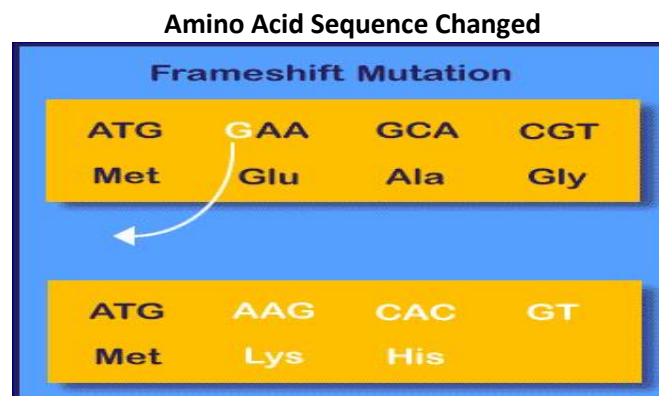 Amino Acid Sequence Changed
Frameshift Mutation
ATG GAA GCA CGT
Met Glu Ala Gly
ATG AAG CAC GT
Met Lys His